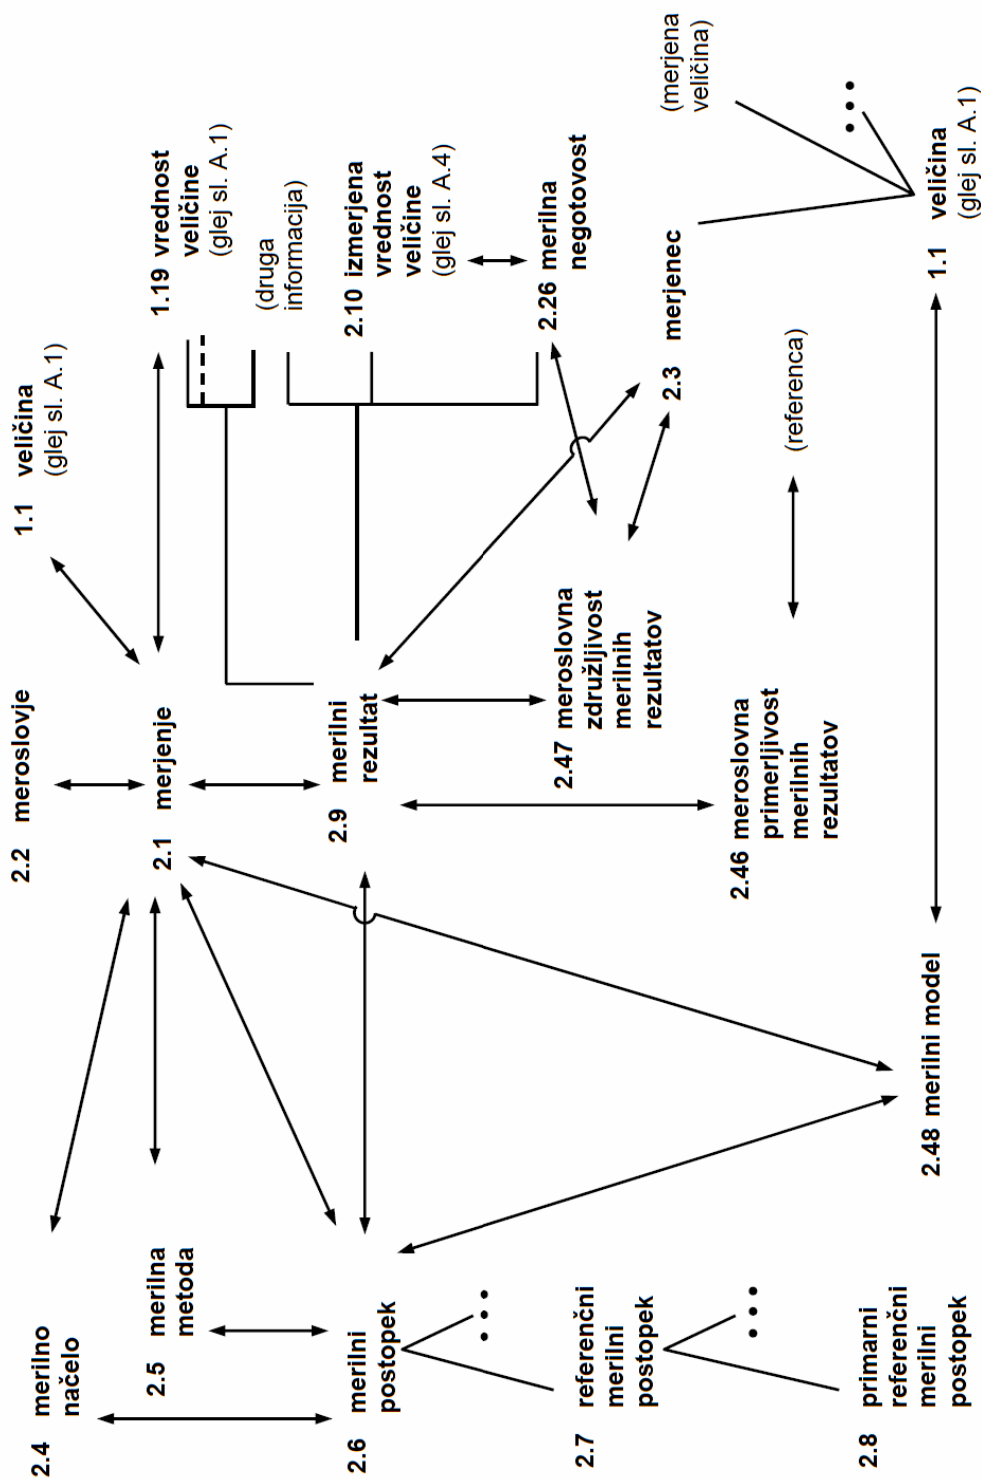 2.2 meroslovje
1.1 veličina
(glej sl. A.1)
2.4 merilno
načelo
2.5 merilna
metoda
2.1 merjenje
1.19 vrednost
veličine
(glej sl. A.1)
(druga
informacija)
2.6 merilni
postopek
2.9 merilni
rezultat
2.10 izmerjena
vrednost
veličine
(glej sl. A.4)
2.26 merilna
negotovost
2.7 referenčni
merilni
postopek
2.47 meroslovna
združljivost
merilnih
rezultatov
2.3 merjenec
(merjena
veličina)
2.46 meroslovna
primerljivost
merilnih
rezultatov
(referenca)
2.8 primarni
referenčni
merilni
postopek
2.48 merilni model
1.1 veličina
(glej sl. A.1)